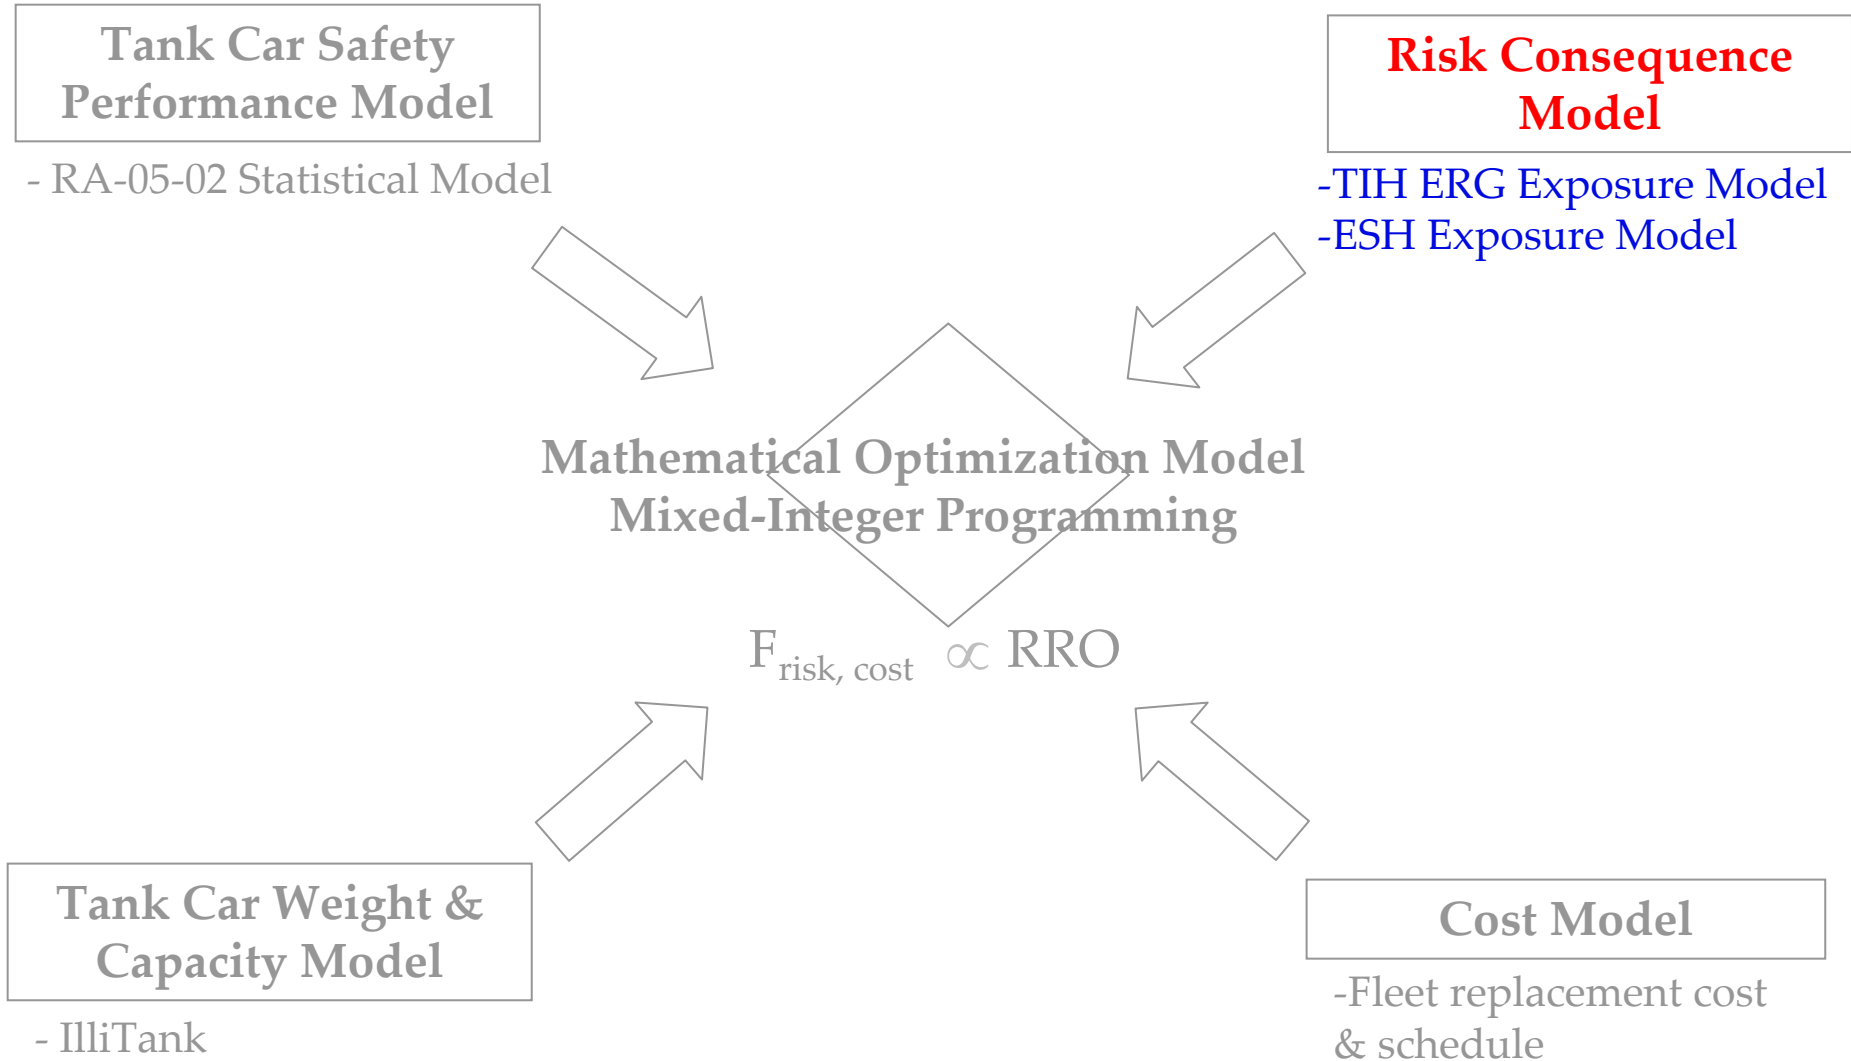 Tank Car Safety
Performance Model
- RA-05-02 Statistical Model
Risk Consequence
Model
-TIH ERG Exposure Model
-ESH Exposure Model
Mathematical Optimization Model
Mixed-Integer Programming
F risk, cost ∝ RRO
Tank Car Weight &
Capacity Model
- IlliTank
Cost Model
-Fleet replacement cost
& schedule